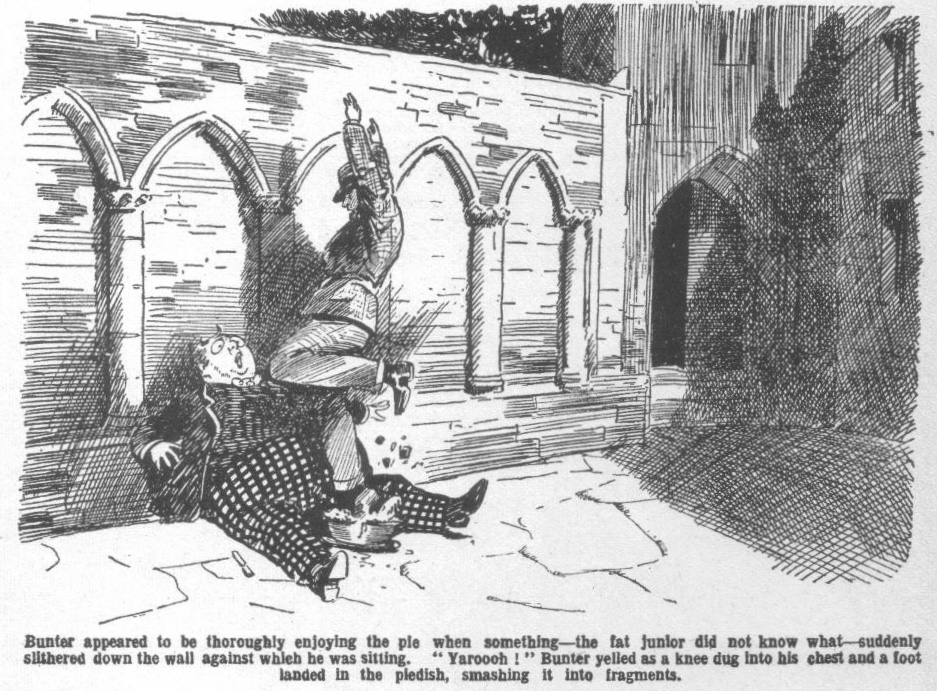 Bunter appeared to be thoroughly enjoying the pie when something—the fat junior did not know what—suddenly
slithered down the wall against which he was sitting. "Yaroooh!" Bunter yelled as a knee dug into his chest and a foot
landed in the piedish, smashing it into fragments.